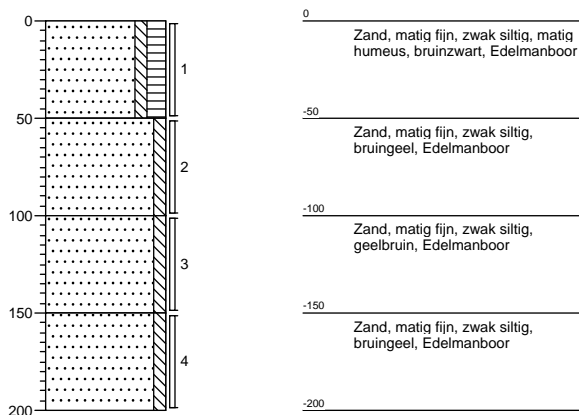 0
1
50
2
100
3
150
4
200
0
Zand, matig fijn, zwak siltig, matig
humeus, bruinzwart, Edelmanboor
-50
Zand, matig fijn, zwak siltig,
bruingeel, Edelmanboor
-100
Zand, matig fijn, zwak siltig,
geelbruin, Edelmanboor
-150
Zand, matig fijn, zwak siltig,
bruingeel, Edelmanboor
-200